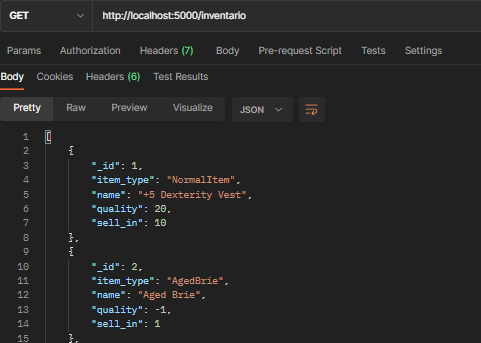 GET http://localhost:5000/inventario
Params Authorization Headers (7) Body Pre-request Script Tests Settings
Body Cookies Headers (6) Test Results
Pretty Raw Preview Visualize JSON
1 [
2 {
3 "_id": 1,
4 "item_type": "NormalItem",
5 "name": "+5 Dexterity Vest",
6 "quality": 20,
7 "sell_in": 10
8 },
9 {
10 "_id": 2,
11 "item_type": "AgedBrie",
12 "name": "Aged Brie",
13 "quality": -1,
14 "sell_in": 1
15 },